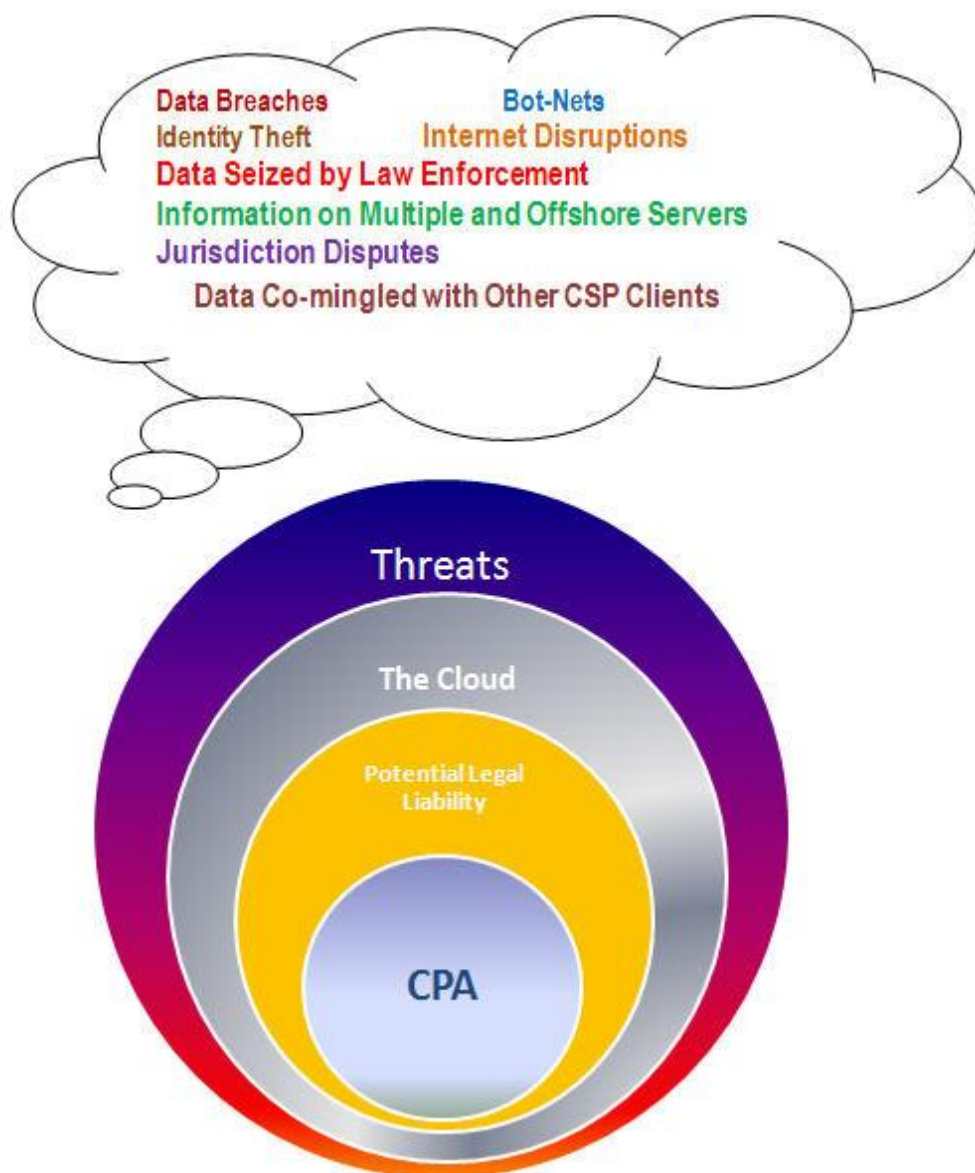 Data Breaches Bot-Nets
Identity Theft Internet Disruptions
Data Seized by Law Enforcement
Information on Multiple and Offshore Servers
Jurisdiction Disputes
Data Co-mingled with Other CSP Clients
Threats
The Cloud
Potential Legal
Liability
CPA